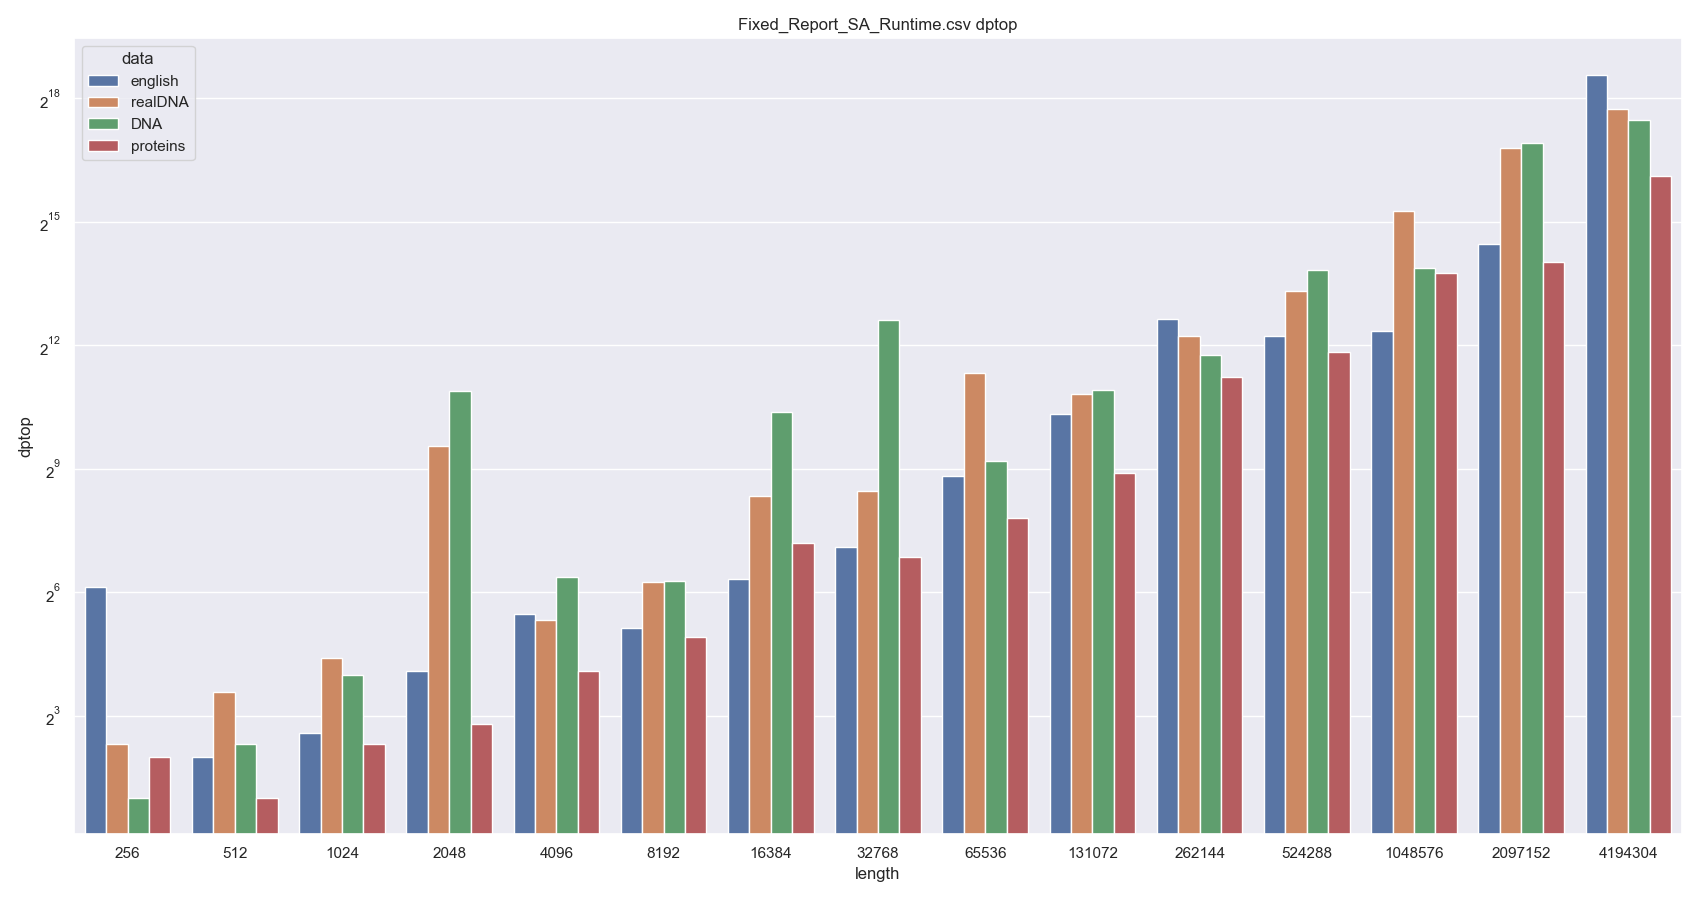 Fixed_Report_SA_Runtime.csv dptop
data
english
realDNA
DNA
proteins
2^18
2^15
2^12
2^9
2^6
2^3
dptop
256 512 1024 2048 4096 8192 16384 32768 65536 131072 262144 524288 1048576 2097152 4194304
length